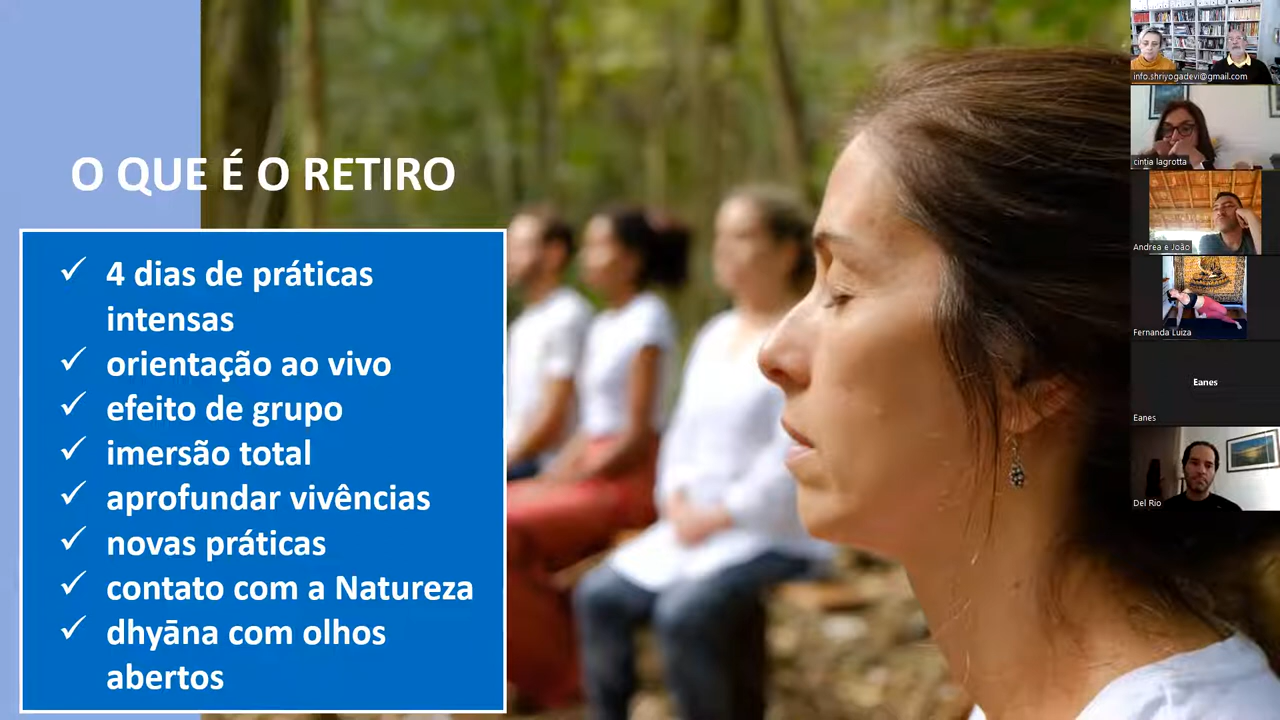 O QUE É O RETIRO
✓ 4 dias de práticas
intensas
✓ orientação ao vivo
✓ efeito de grupo
✓ imersão total
✓ aprofundar vivências
✓ novas práticas
✓ contato com a Natureza
✓ dhyāna com olhos
abertos
info.shriyogadevi@gmail.com
cintia lagrotta
Andrea e João
Fernanda Luiza
Eanes
Eanes
Del Rio